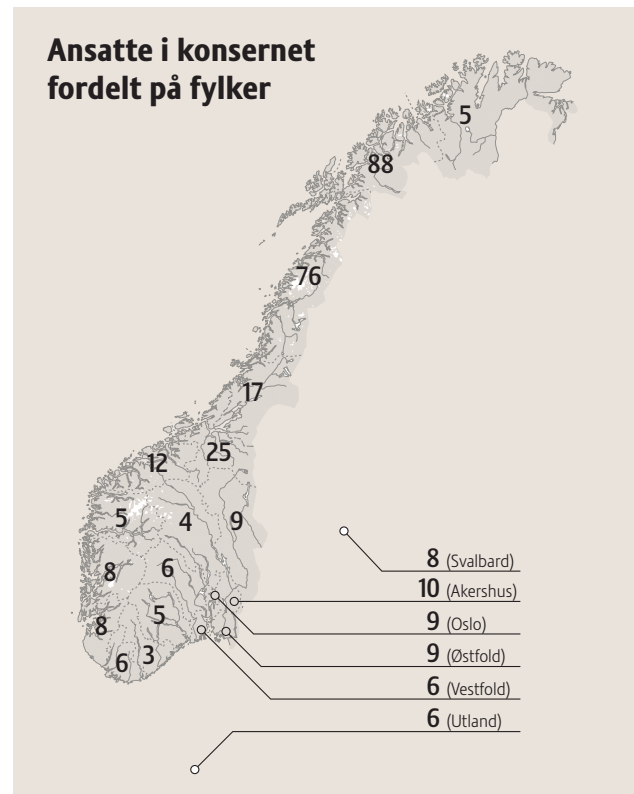 Ansatte i konsernet
fordelt på fylker
5
88
76
17
25
12
5
4
9
8
6
8
5
6
3
8 (Svalbard)
10 (Akershus)
9 (Oslo)
9 (Østfold)
6 (Vestfold)
6 (Utland)